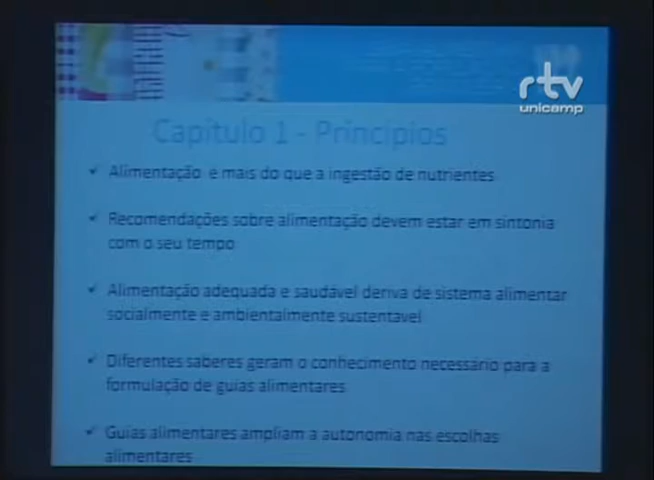 rtv
unicamp
Capítulo 1 - Princípios
✓ Alimentação é mais do que a ingestão de nutrientes
✓ Recomendações sobre alimentação devem estar em sintonia
com o seu tempo
✓ Alimentação adequada e saudável deriva de sistema alimentar
socialmente e ambientalmente sustentável
✓ Diferentes saberes geram o conhecimento necessário para a
formulação de guias alimentares
✓ Guias alimentares ampliam a autonomia nas escolhas
alimentares